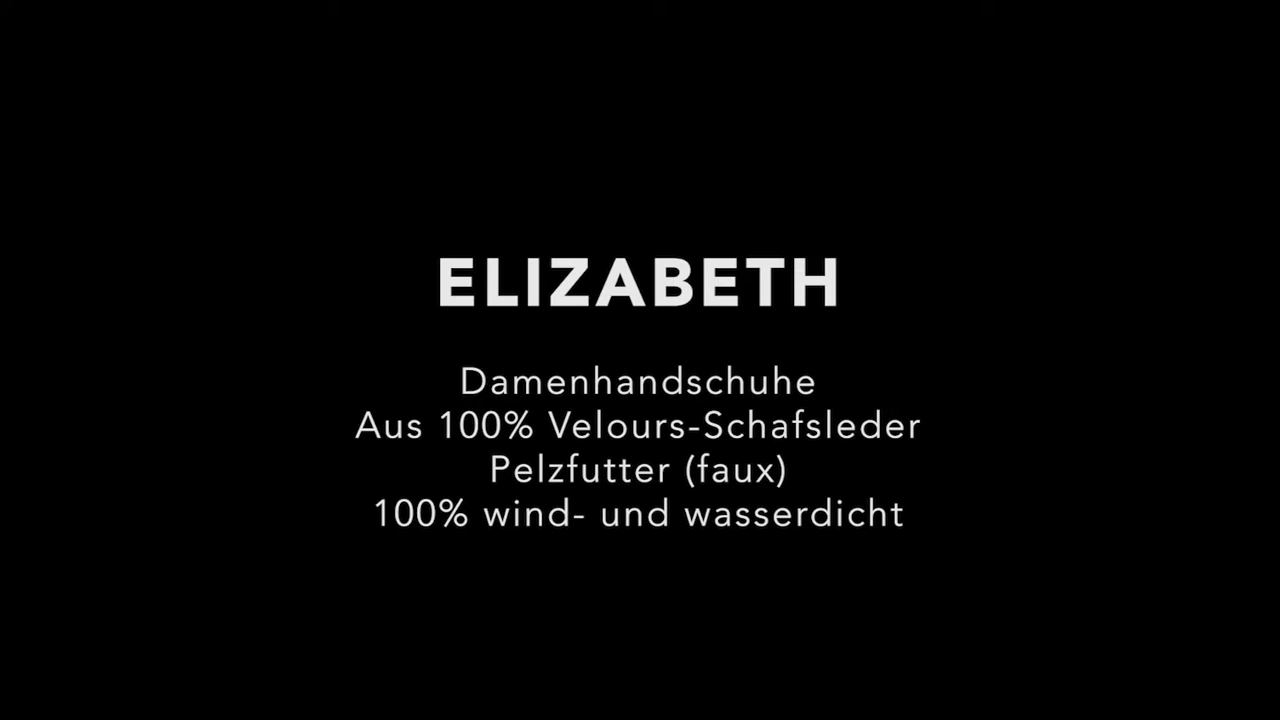 ELIZABETH
Damenhandschuhe
Aus 100% Velours-Schafsleder
Pelzfutter (faux)
100% wind- und wasserdicht